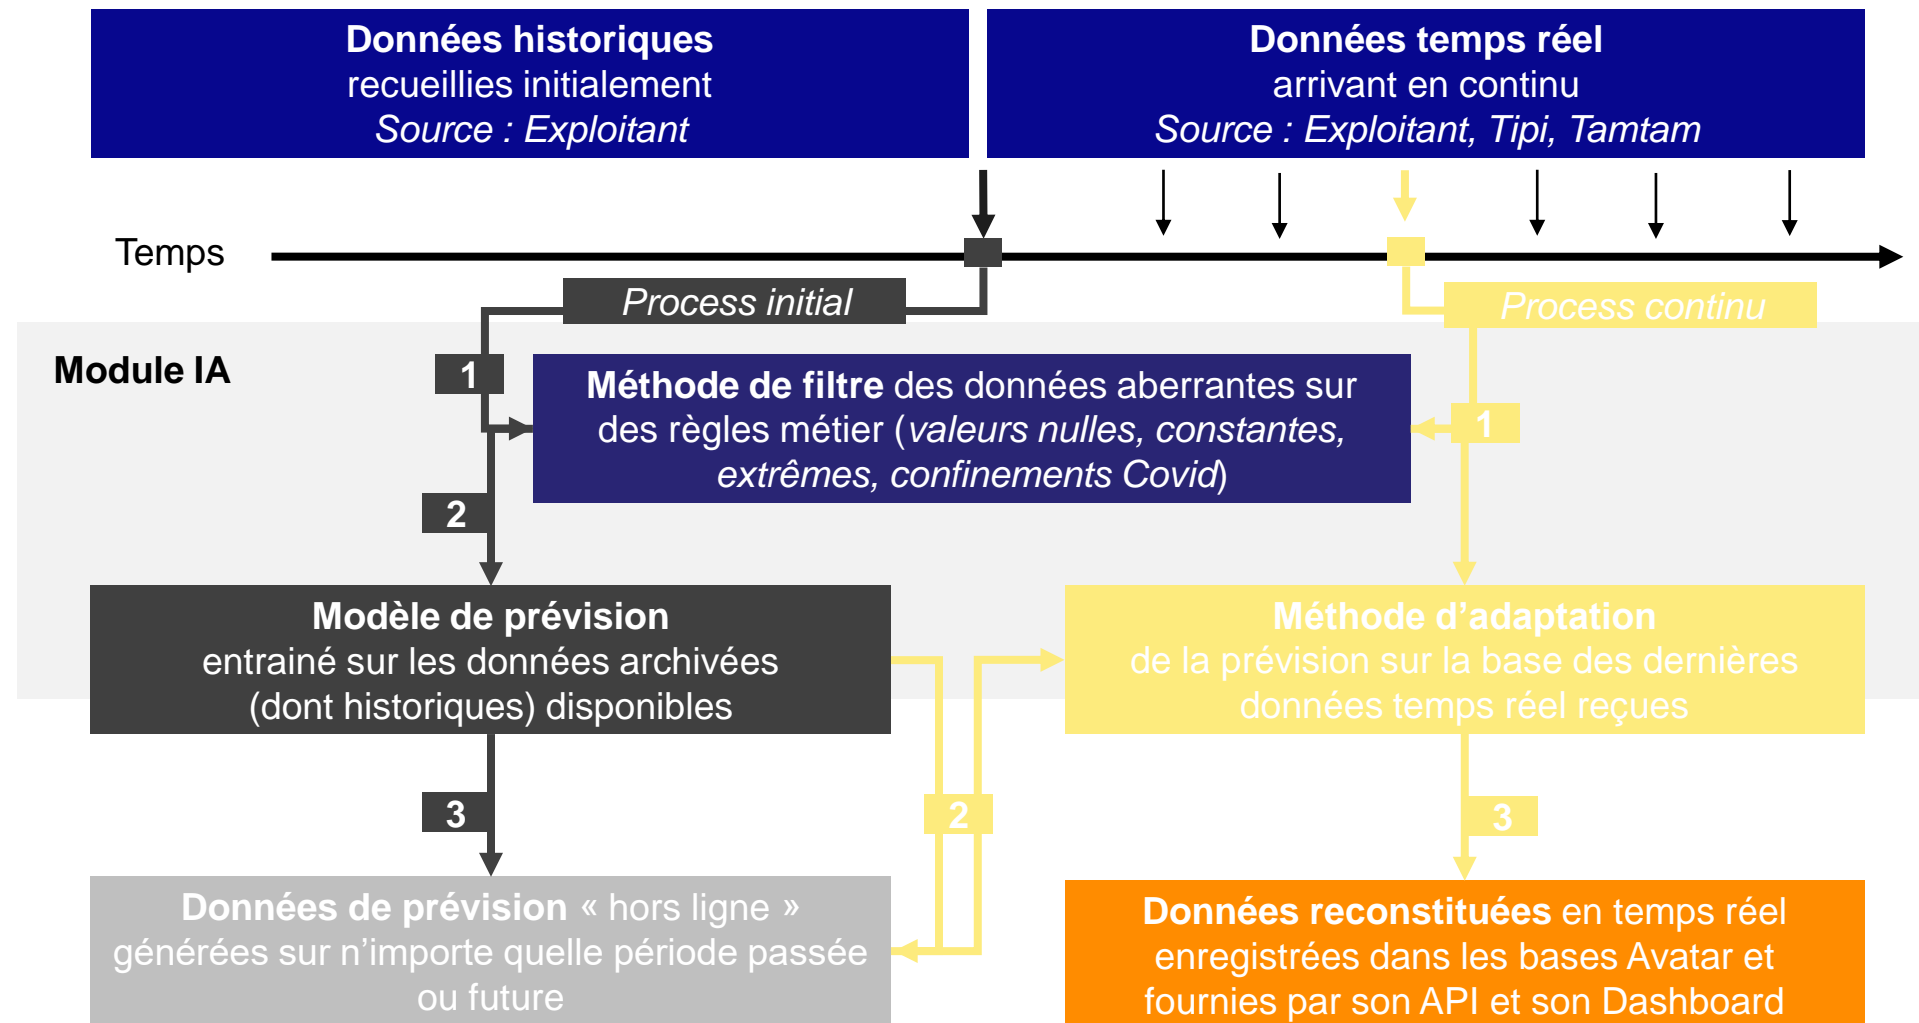 Données historiques
recueillies initialement
Source : Exploitant
Données temps réel
arrivant en continu
Source : Exploitant, Tipi, Tamtam
Temps
Process initial
Process continu
Module IA
1
Méthode de filtre des données aberrantes sur
des règles métier (valeurs nulles, constantes,
extrêmes, confinements Covid)
1
2
Modèle de prévision
entrainé sur les données archivées
(dont historiques) disponibles
Méthode d’adaptation
de la prévision sur la base des dernières
données temps réel reçues
3
2
3
Données de prévision « hors ligne »
générées sur n’importe quelle période passée
ou future
Données reconstituées en temps réel
enregistrées dans les bases Avatar et
fournies par son API et son Dashboard